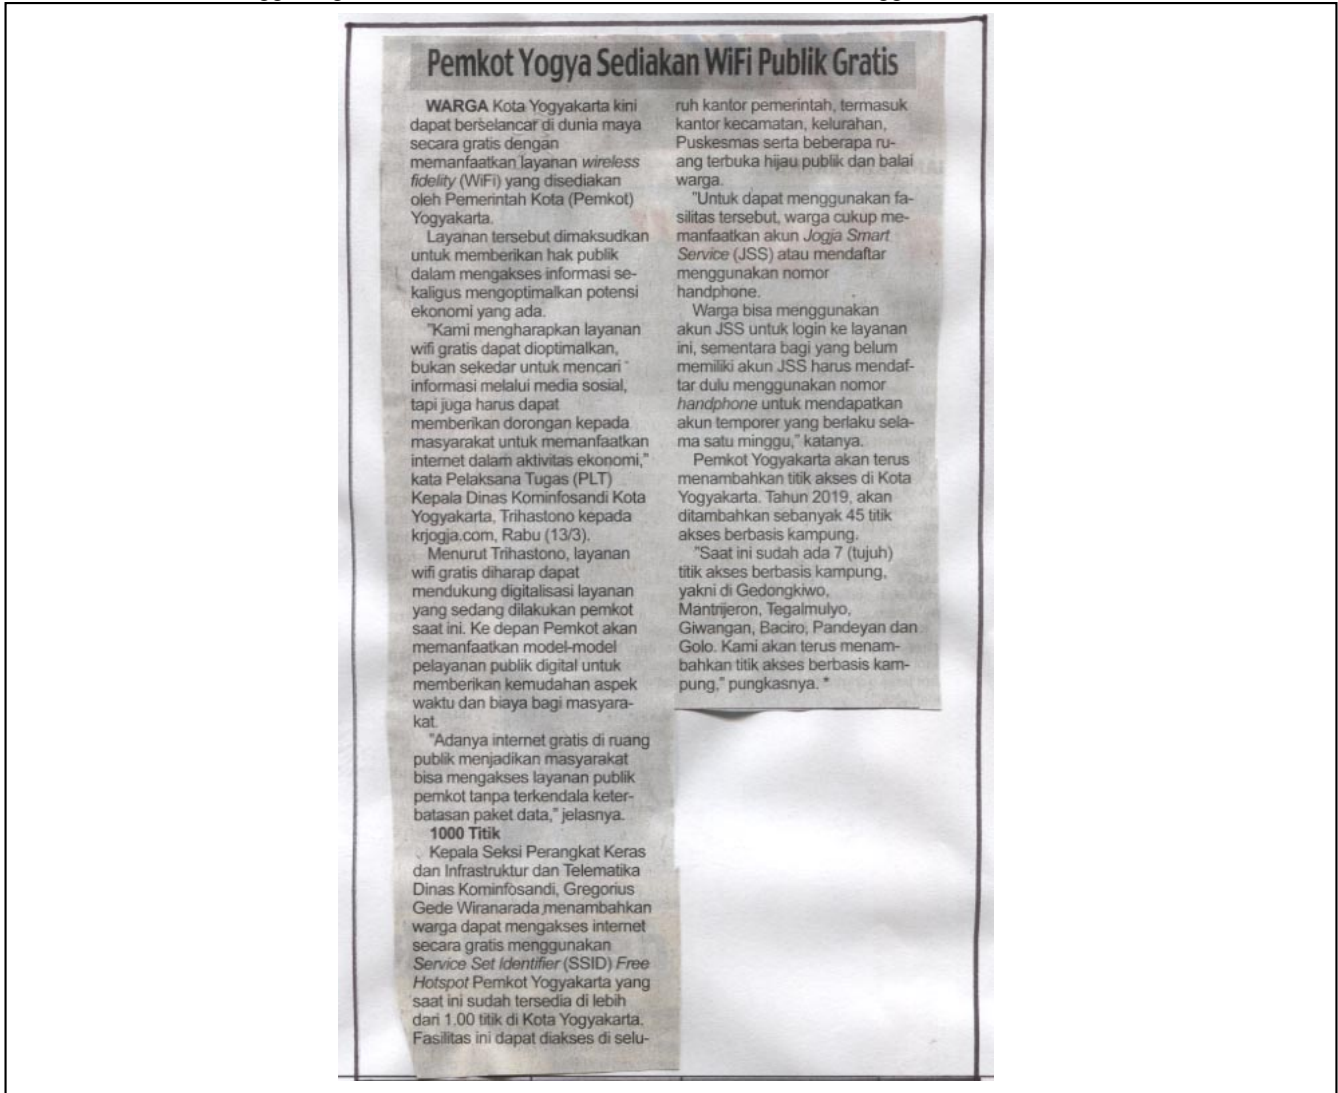 Pemkot Yogya Sediakan WiFi Publik Gratis
WARGA Kota Yogyakarta kini
dapat berselancar di dunia maya
secara gratis dengan
memanfaatkan layanan wireless
fidelity (WiFi) yang disediakan
oleh Pemerintah Kota (Pemkot)
Yogyakarta.
Layanan tersebut dimaksudkan
untuk memberikan hak publik
dalam mengakses informasi se-
kaligus mengoptimalkan potensi
ekonomi yang ada.
"Kami mengharapkan layanan
wifi gratis dapat dioptimalkan,
bukan sekedar untuk mencari
informasi melalui media sosial,
tapi juga harus dapat
memberikan dorongan kepada
masyarakat untuk memanfaatkan
internet dalam aktivitas ekonomi,"
kata Pelaksana Tugas (PLT)
Kepala Dinas Kominfosandi Kota
Yogyakarta, Trihastono kepada
krjogja.com, Rabu (13/3).
Menurut Trihastono, layanan
wifi gratis diharap dapat
mendukung digitalisasi layanan
yang sedang dilakukan pemkot
saat ini. Ke depan Pemkot akan
memanfaatkan model-model
pelayanan publik digital untuk
memberikan kemudahan aspek
waktu dan biaya bagi masyara-
kat.
"Adanya internet gratis di ruang
publik menjadikan masyarakat
bisa mengakses layanan publik
pemkot tanpa terkendala keter-
batasan paket data," jelasnya.
1000 Titik
Kepala Seksi Perangkat Keras
dan Infrastruktur dan Telematika
Dinas Kominfosandi, Gregorius
Gede Wiranarada menambahkan
warga dapat mengakses internet
secara gratis menggunakan
Service Set Identifier (SSID) Free
Hotspot Pemkot Yogyakarta yang
saat ini sudah tersedia di lebih
dari 1.00 titik di Kota Yogyakarta.
Fasilitas ini dapat diakses di selu-
ruh kantor pemerintah, termasuk
kantor kecamatan, kelurahan,
Puskesmas serta beberapa ru-
ang terbuka hijau publik dan balai
warga.
"Untuk dapat menggunakan fa-
silitas tersebut, warga cukup me-
manfaatkan akun Jogja Smart
Service (JSS) atau mendaftar
menggunakan nomor
handphone.
Warga bisa menggunakan
akun JSS untuk login ke layanan
ini, sementara bagi yang belum
memiliki akun JSS harus mendaf-
tar dulu menggunakan nomor
handphone untuk mendapatkan
akun temporer yang berlaku sela-
ma satu minggu," katanya.
Pemkot Yogyakarta akan terus
menambahkan titik akses di Kota
Yogyakarta. Tahun 2019, akan
ditambahkan sebanyak 45 titik
akses berbasis kampung.
"Saat ini sudah ada 7 (tujuh)
titik akses berbasis kampung,
yakni di Gedongkiwo,
Mantrijeron, Tegalmulyo,
Giwangan, Baciro, Pandeyan dan
Golo. Kami akan terus menam-
bahkan titik akses berbasis kam-
pung," pungkasnya. *